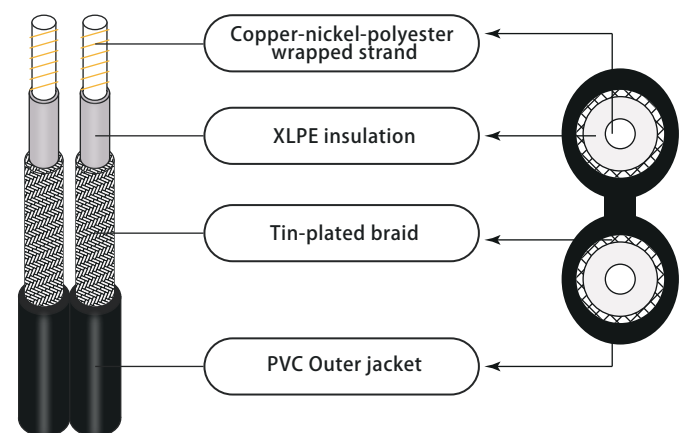 Copper-nickel-polyester
wrapped strand
XLPE insulation
Tin-plated braid
PVC Outer jacket